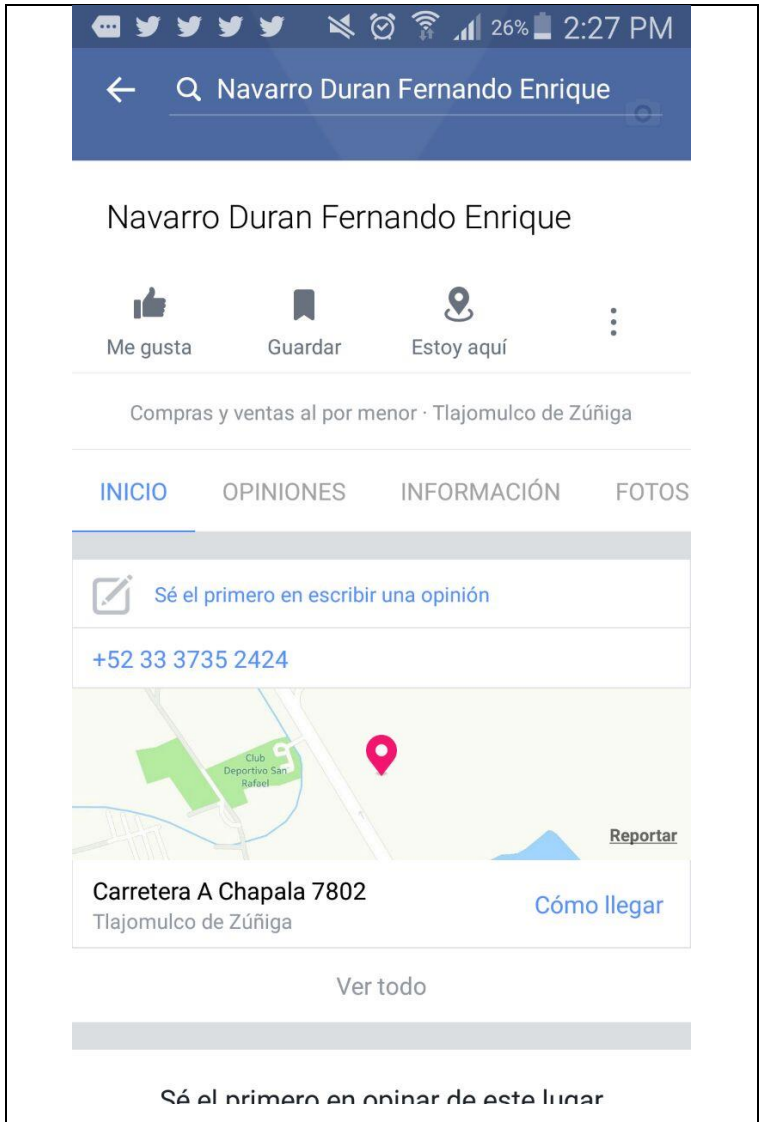 26% 2:27 PM
Navarro Duran Fernando Enrique
Navarro Duran Fernando Enrique
Me gusta Guardar Estoy aquí
Compras y ventas al por menor · Tlajomulco de Zúñiga
INICIO OPINIONES INFORMACIÓN FOTOS
Sé el primero en escribir una opinión
+52 33 3735 2424
Club
Deportivo San
Rafael
Reportar
Carretera A Chapala 7802
Cómo llegar
Tlajomulco de Zúñiga
Ver todo
Sé el primero en opinar de este lugar